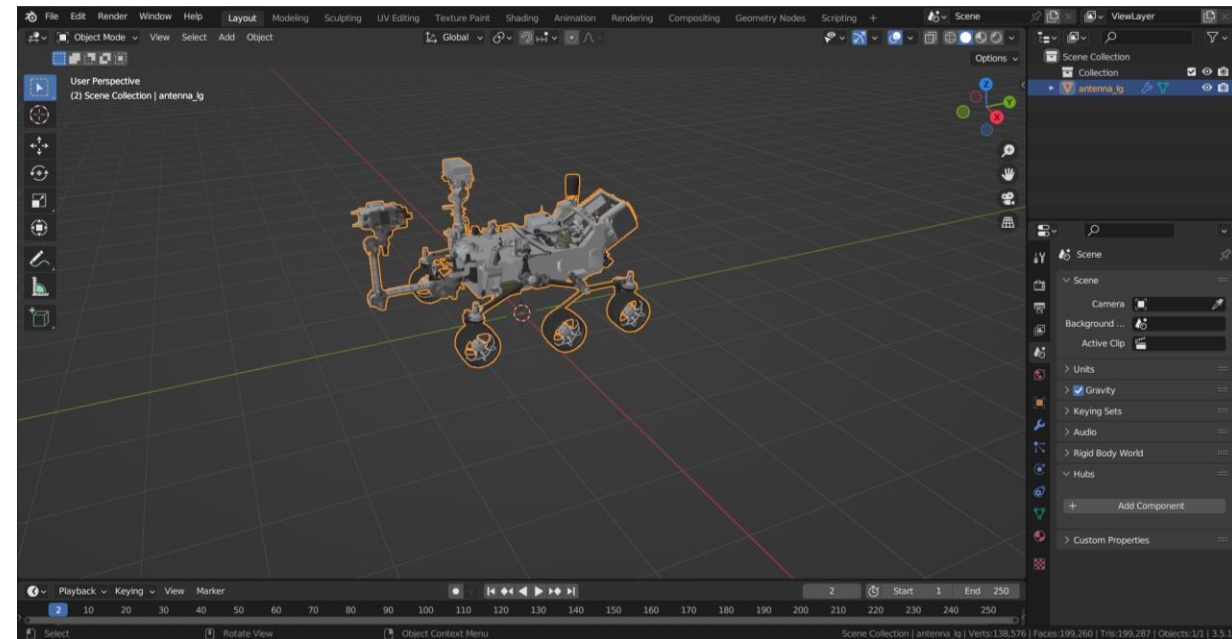 File Edit Render Window Help Layout Modeling Sculpting UV Editing Texture Paint Shading Animation Rendering Compositing Geometry Nodes Scripting + Scene ViewLayer
Object Mode View Select Add Object Global
Options
User Perspective
(2) Scene Collection | antenna_lg
Z
Y
X
Scene Collection
Collection
antenna_lg
Scene
Scene
Camera
Background ...
Active Clip
Units
Gravity
Keying Sets
Audio
Rigid Body World
Hubs
+ Add Component
Custom Properties
Playback Keying View Marker 2 Start 1 End 250
2 10 20 30 40 50 60 70 80 90 100 110 120 130 140 150 160 170 180 190 200 210 220 230 240 250
Select Rotate View Object Context Menu Scene Collection | antenna_lg | Verts:138,576 | Faces:199,260 | Tris:199,287 | Objects:1/1 | 3.5.1